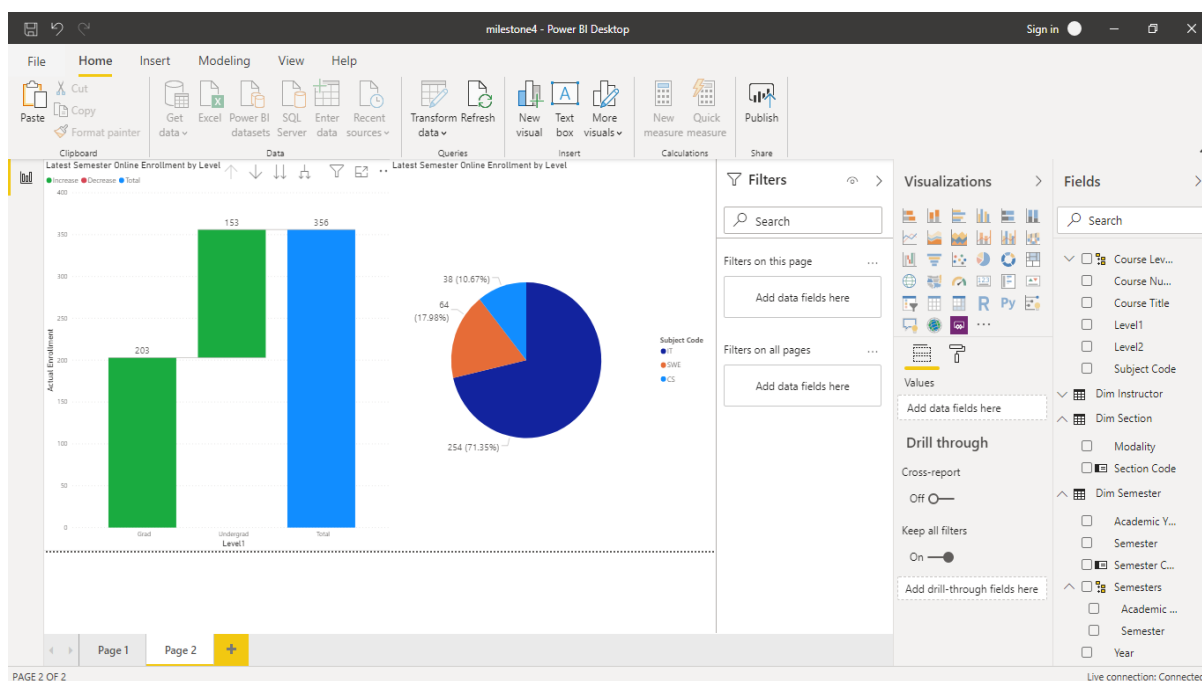 milestone4 - Power BI Desktop
Sign in
File Home Insert Modeling View Help
Paste
Cut
Copy
Format painter
Clipboard
Get data
Excel
Power BI datasets
SQL Server
Enter data
Recent sources
Data
Transform data
Refresh
Queries
New visual
Text box
More visuals
Insert
New measure
Quick measure
Calculations
Publish
Share
Latest Semester Online Enrollment by Level
Increase Decrease Total
400
350
300
250
200
150
100
50
0
Actual Enrollment
203
153
356
Grad Undergrad Total
Level1
Latest Semester Online Enrollment by Level
38 (10.67%)
64
(17.98%)
254 (71.35%)
Subject Code
IT
SWE
CS
Filters
Search
Filters on this page ...
Add data fields here
Filters on all pages ...
Add data fields here
Visualizations
R Py
...
Values
Add data fields here
Drill through
Cross-report
Off
Keep all filters
On
Add drill-through fields here
Fields
Search
Course Lev...
Course Nu...
Course Title
Level1
Level2
Subject Code
Dim Instructor
Dim Section
Modality
Section Code
Dim Semester
Academic Y...
Semester
Semester C...
Semesters
Academic ...
Semester
Year
Page 1 Page 2 +
PAGE 2 OF 2
Live connection: Connected